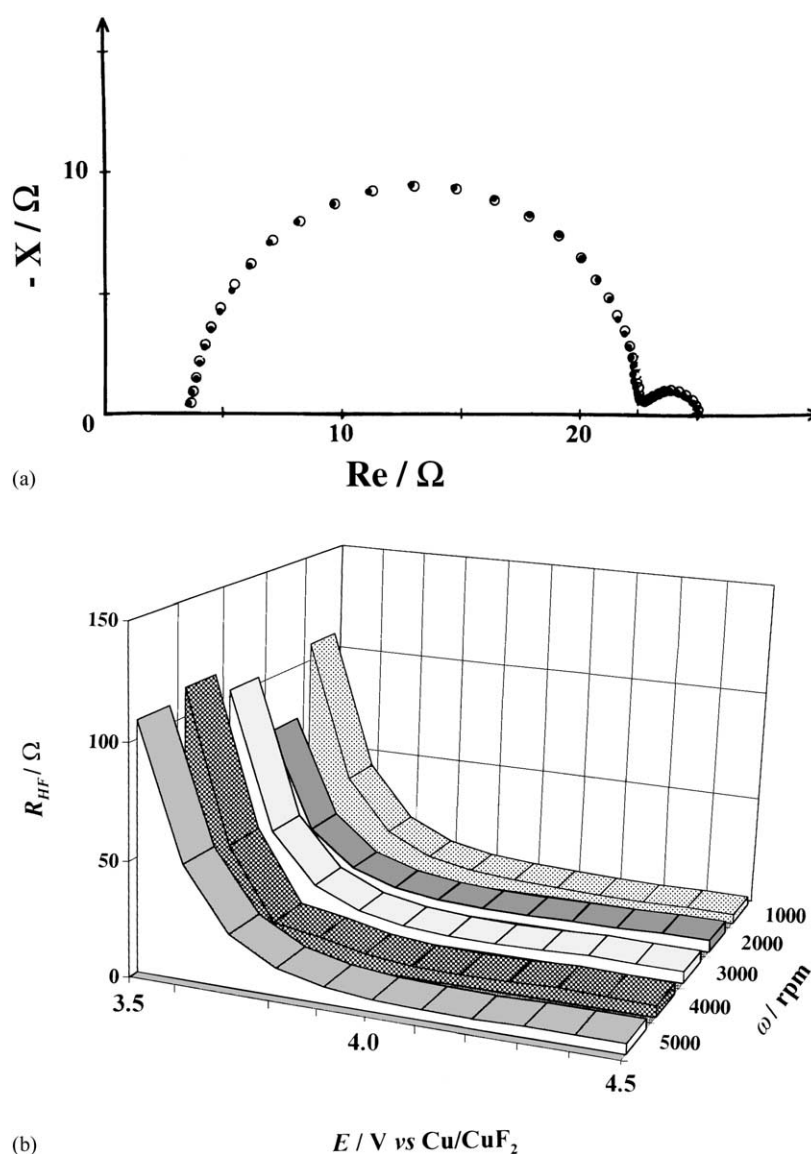 10
- X / Ω
0
10
20
Re / Ω
(a)
150
100
50
0
R_HF / Ω
3.5
4.0
4.5
1000
2000
3000
4000
5000
ω / rpm
(b)
E / V vs Cu/CuF₂